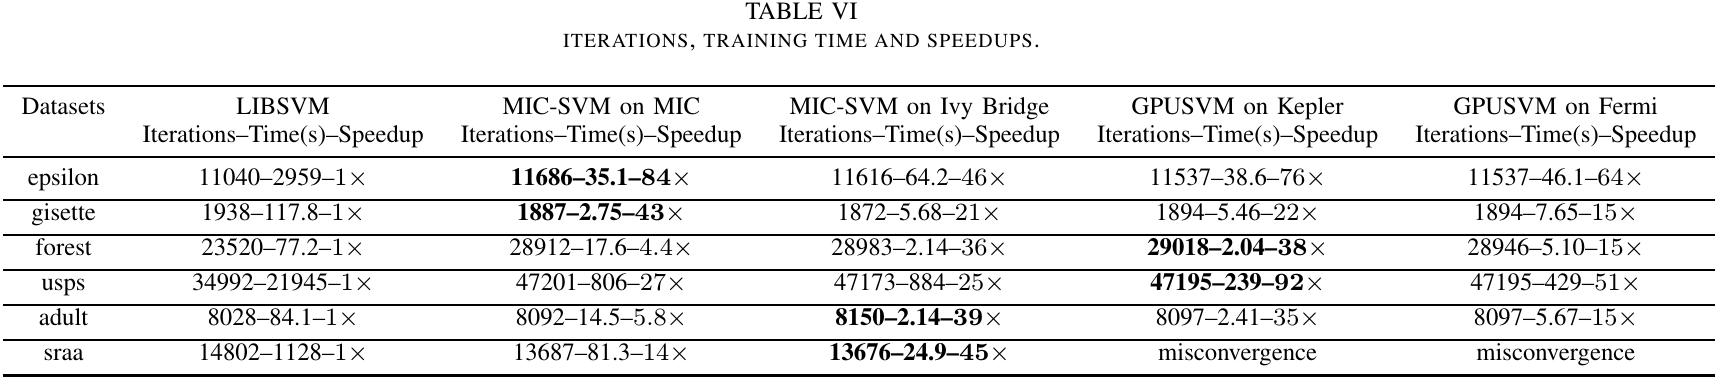 TABLE VI
ITERATIONS, TRAINING TIME AND SPEEDUPS.
Datasets LIBSVM MIC-SVM on MIC MIC-SVM on Ivy Bridge GPUSVM on Kepler GPUSVM on Fermi
Iterations–Time(s)–Speedup Iterations–Time(s)–Speedup Iterations–Time(s)–Speedup Iterations–Time(s)–Speedup Iterations–Time(s)–Speedup
epsilon 11040–2959–1× 11686–35.1–84× 11616–64.2–46× 11537–38.6–76× 11537–46.1–64×
gisette 1938–117.8–1× 1887–2.75–43× 1872–5.68–21× 1894–5.46–22× 1894–7.65–15×
forest 23520–77.2–1× 28912–17.6–4.4× 28983–2.14–36× 29018–2.04–38× 28946–5.10–15×
usps 34992–21945–1× 47201–806–27× 47173–884–25× 47195–239–92× 47195–429–51×
adult 8028–84.1–1× 8092–14.5–5.8× 8150–2.14–39× 8097–2.41–35× 8097–5.67–15×
sraa 14802–1128–1× 13687–81.3–14× 13676–24.9–45× misconvergence misconvergence